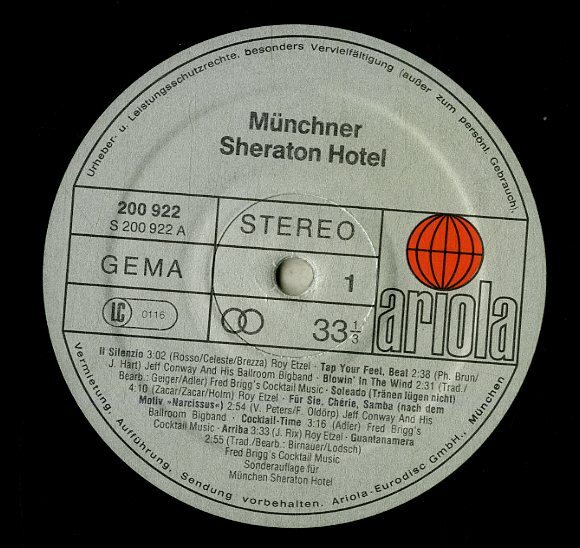 Urheber- u. Leistungsschutzrechte, besonders Vervielfältigung (außer zum persönl. Gebrauch),
Münchner
Sheraton Hotel
200 922
S 200 922 A
STEREO
GEMA
1
LC 0116
33 1/3
ariola
Il Silenzio 3:02 (Rosso/Celeste/Brezza) Roy Etzel · Tap Your Feel, Beat 2:38 (Ph. Brun/
J. Hart) Jeff Conway And His Ballroom Bigband · Blowin' In The Wind 2:31 (Trad./
Bearb.: Geiger/Adler) Fred Brigg's Cocktail Music · Soleado (Tränen lügen nicht)
4:10 (Zacar/Zacar/Holm) Roy Etzel · Für Sie, Chérie, Samba (nach dem
Motiv »Narcissus«) 2:54 (V. Peters/F. Oldörp) Jeff Conway And His
Ballroom Bigband · Cocktail-Time 3:16 (Adler) Fred Brigg's
Cocktail Music · Arriba 3:33 (J. Rix) Roy Etzel · Guantanamera
2:55 (Trad./Bearb.: Birnauer/Lodsch)
Fred Brigg's Cocktail Music
Sonderauflage für
München Sheraton Hotel
Vermietung, Aufführung, Sendung vorbehalten. Ariola-Eurodisc GmbH., München